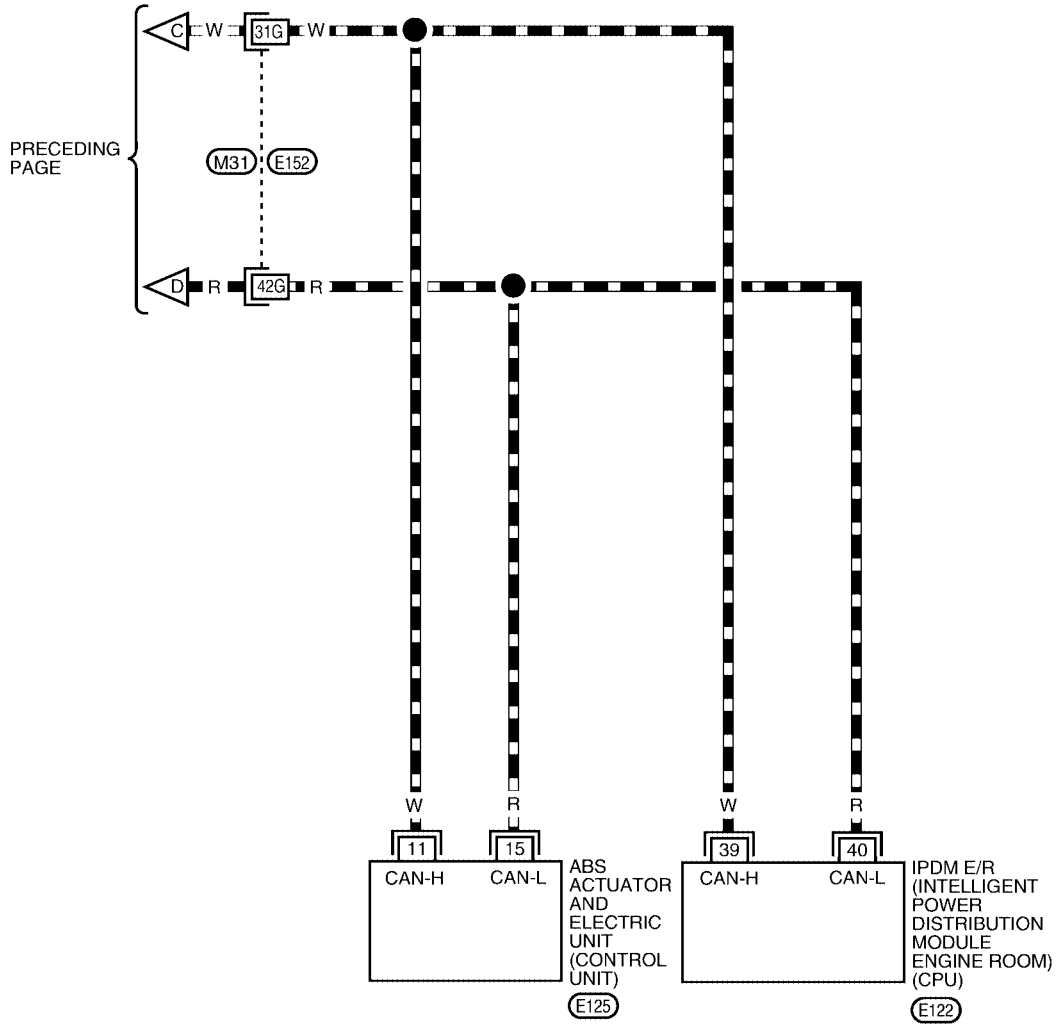 C W 31G W
PRECEDING
PAGE
M31 E152
D R 42G R
W R W R
11 15 39 40
CAN-H CAN-L
ABS
ACTUATOR
AND
ELECTRIC
UNIT
(CONTROL
UNIT)
E125
CAN-H CAN-L
IPDM E/R
(INTELLIGENT
POWER
DISTRIBUTION
MODULE
ENGINE ROOM)
(CPU)
E122